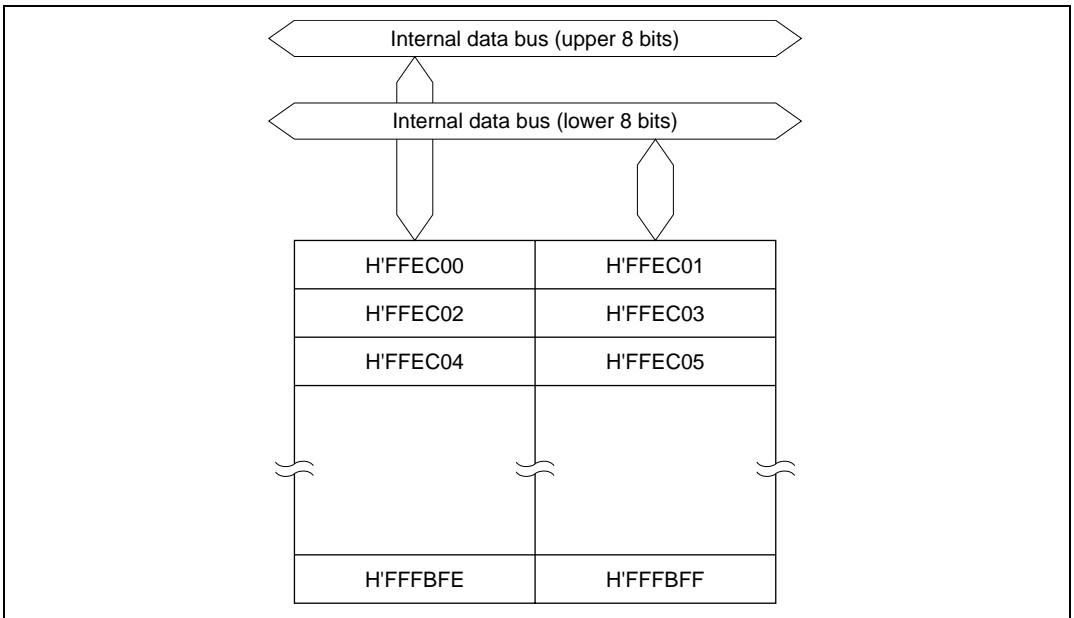 Internal data bus (upper 8 bits)
Internal data bus (lower 8 bits)
H'FFEC00 H'FFEC01
H'FFEC02 H'FFEC03
H'FFEC04 H'FFEC05
H'FFFBFE H'FFFBFF